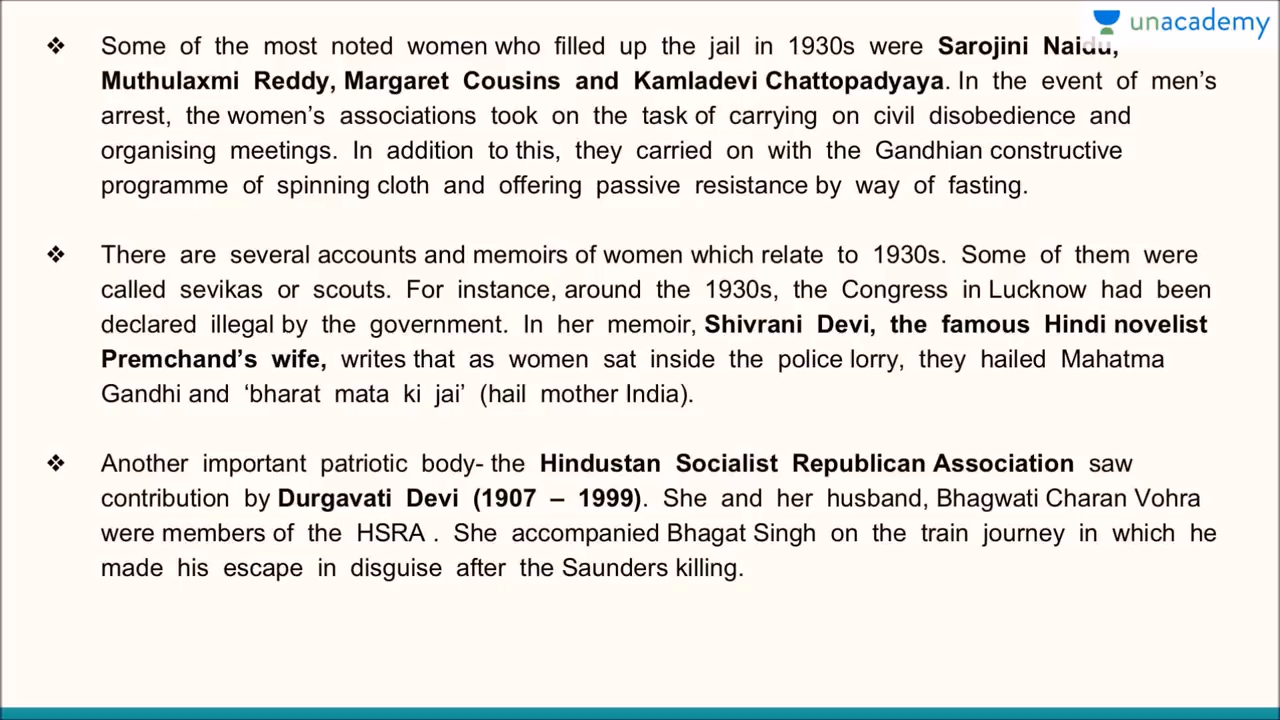 unacademy
❖ Some of the most noted women who filled up the jail in 1930s were Sarojini Naidu,
Muthulaxmi Reddy, Margaret Cousins and Kamladevi Chattopadyaya. In the event of men's
arrest, the women's associations took on the task of carrying on civil disobedience and
organising meetings. In addition to this, they carried on with the Gandhian constructive
programme of spinning cloth and offering passive resistance by way of fasting.
❖ There are several accounts and memoirs of women which relate to 1930s. Some of them were
called sevikas or scouts. For instance, around the 1930s, the Congress in Lucknow had been
declared illegal by the government. In her memoir, Shivrani Devi, the famous Hindi novelist
Premchand's wife, writes that as women sat inside the police lorry, they hailed Mahatma
Gandhi and 'bharat mata ki jai' (hail mother India).
❖ Another important patriotic body- the Hindustan Socialist Republican Association saw
contribution by Durgavati Devi (1907 – 1999). She and her husband, Bhagwati Charan Vohra
were members of the HSRA . She accompanied Bhagat Singh on the train journey in which he
made his escape in disguise after the Saunders killing.